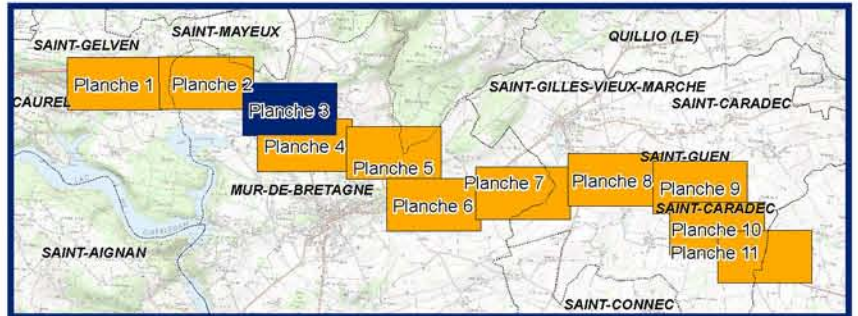 SAINT-MAYEUX
QUILLIO (LE)
SAINT-GELVEN
Planche 1
Planche 2
SAINT-GILLES-VIEUX-MARCHE
CAUREL
Planche 3
SAINT-CARADEC
Planche 4
SAINT-GUEN
Planche 5
Planche 7
Planche 8
Planche 9
MUR-DE-BRETAGNE
Planche 6
SAINT-CARADEC
Planche 10
SAINT-AIGNAN
Planche 11
SAINT-CONNEC